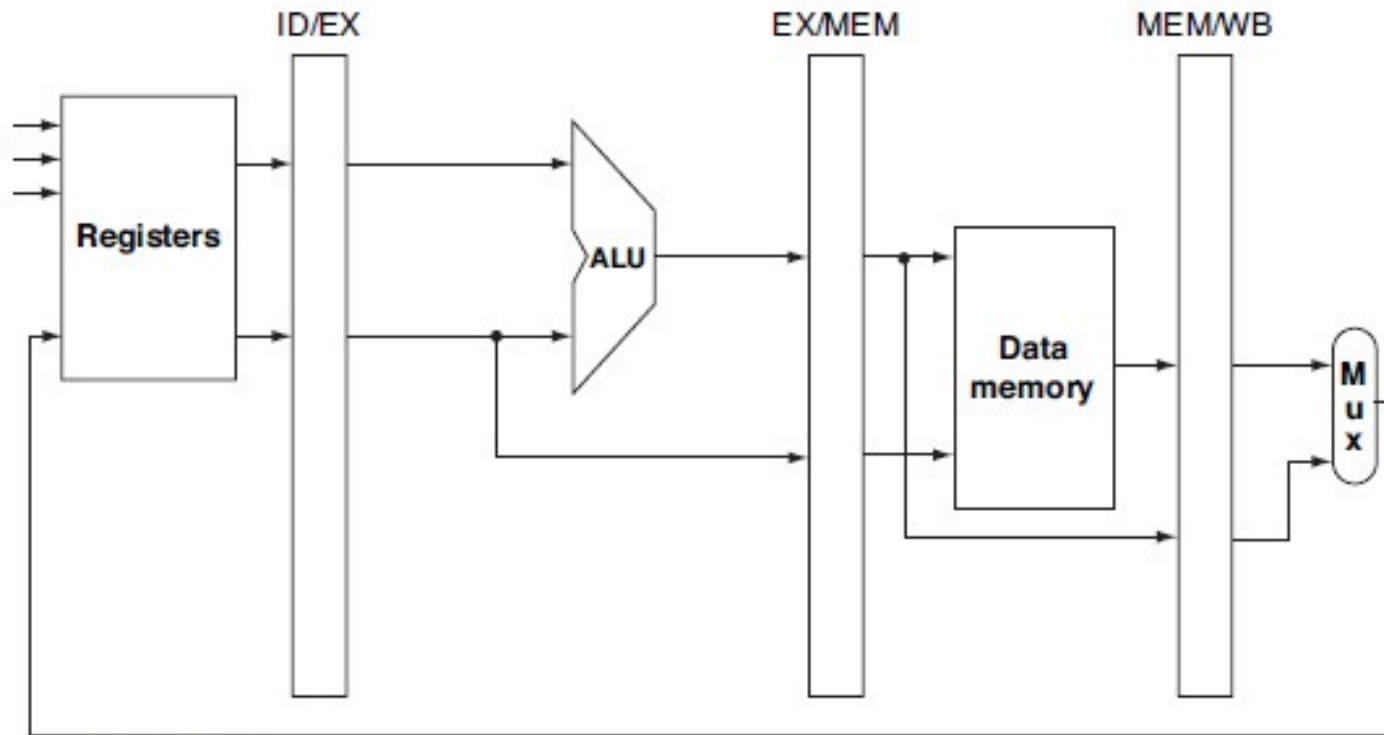 ID/EX
EX/MEM
MEM/WB
Registers
ALU
Data
memory
M
u
x